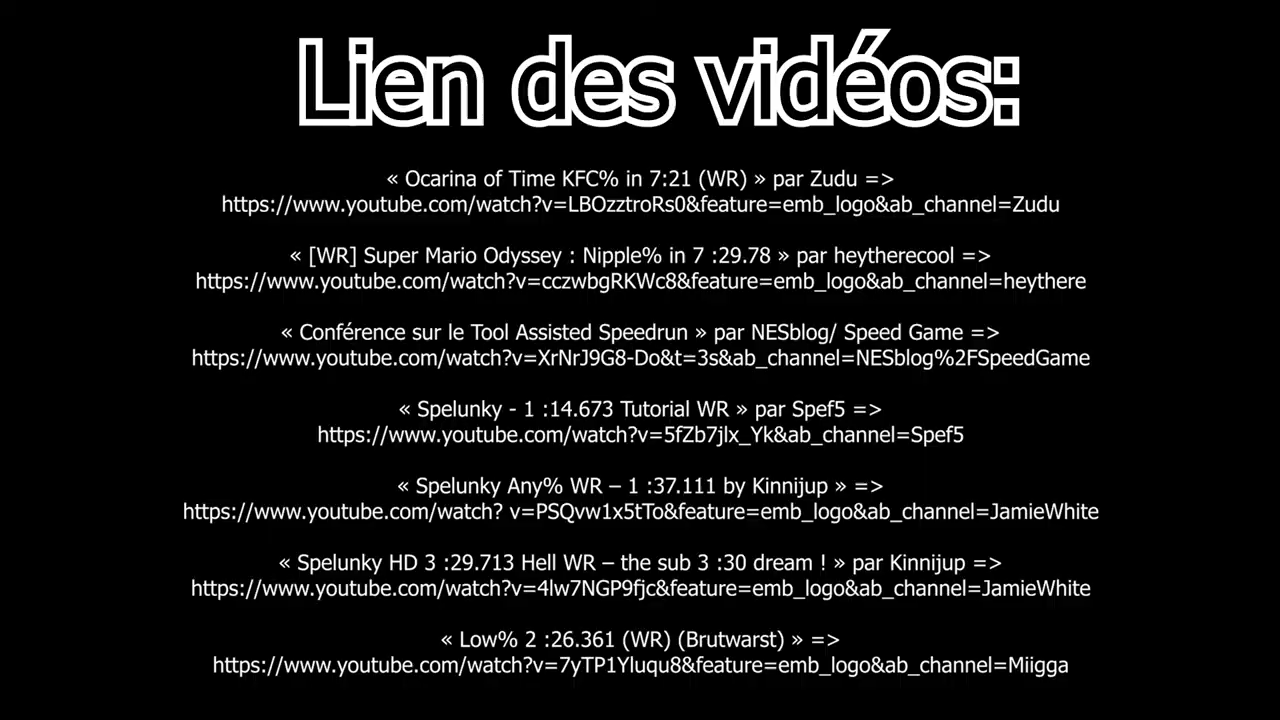 Lien des vidéos:
« Ocarina of Time KFC% in 7:21 (WR) » par Zudu =>
https://www.youtube.com/watch?v=LBOzztroRs0&feature=emb_logo&ab_channel=Zudu
« [WR] Super Mario Odyssey : Nipple% in 7 :29.78 » par heytherecool =>
https://www.youtube.com/watch?v=cczwbgRKWc8&feature=emb_logo&ab_channel=heythere
« Conférence sur le Tool Assisted Speedrun » par NESblog/ Speed Game =>
https://www.youtube.com/watch?v=XrNrJ9G8-Do&t=3s&ab_channel=NESblog%2FSpeedGame
« Spelunky - 1 :14.673 Tutorial WR » par Spef5 =>
https://www.youtube.com/watch?v=5fZb7jlx_Yk&ab_channel=Spef5
« Spelunky Any% WR – 1 :37.111 by Kinnijup » =>
https://www.youtube.com/watch? v=PSQvw1x5tTo&feature=emb_logo&ab_channel=JamieWhite
« Spelunky HD 3 :29.713 Hell WR – the sub 3 :30 dream ! » par Kinnijup =>
https://www.youtube.com/watch?v=4lw7NGP9fjc&feature=emb_logo&ab_channel=JamieWhite
« Low% 2 :26.361 (WR) (Brutwarst) » =>
https://www.youtube.com/watch?v=7yTP1Yluqu8&feature=emb_logo&ab_channel=Miigga